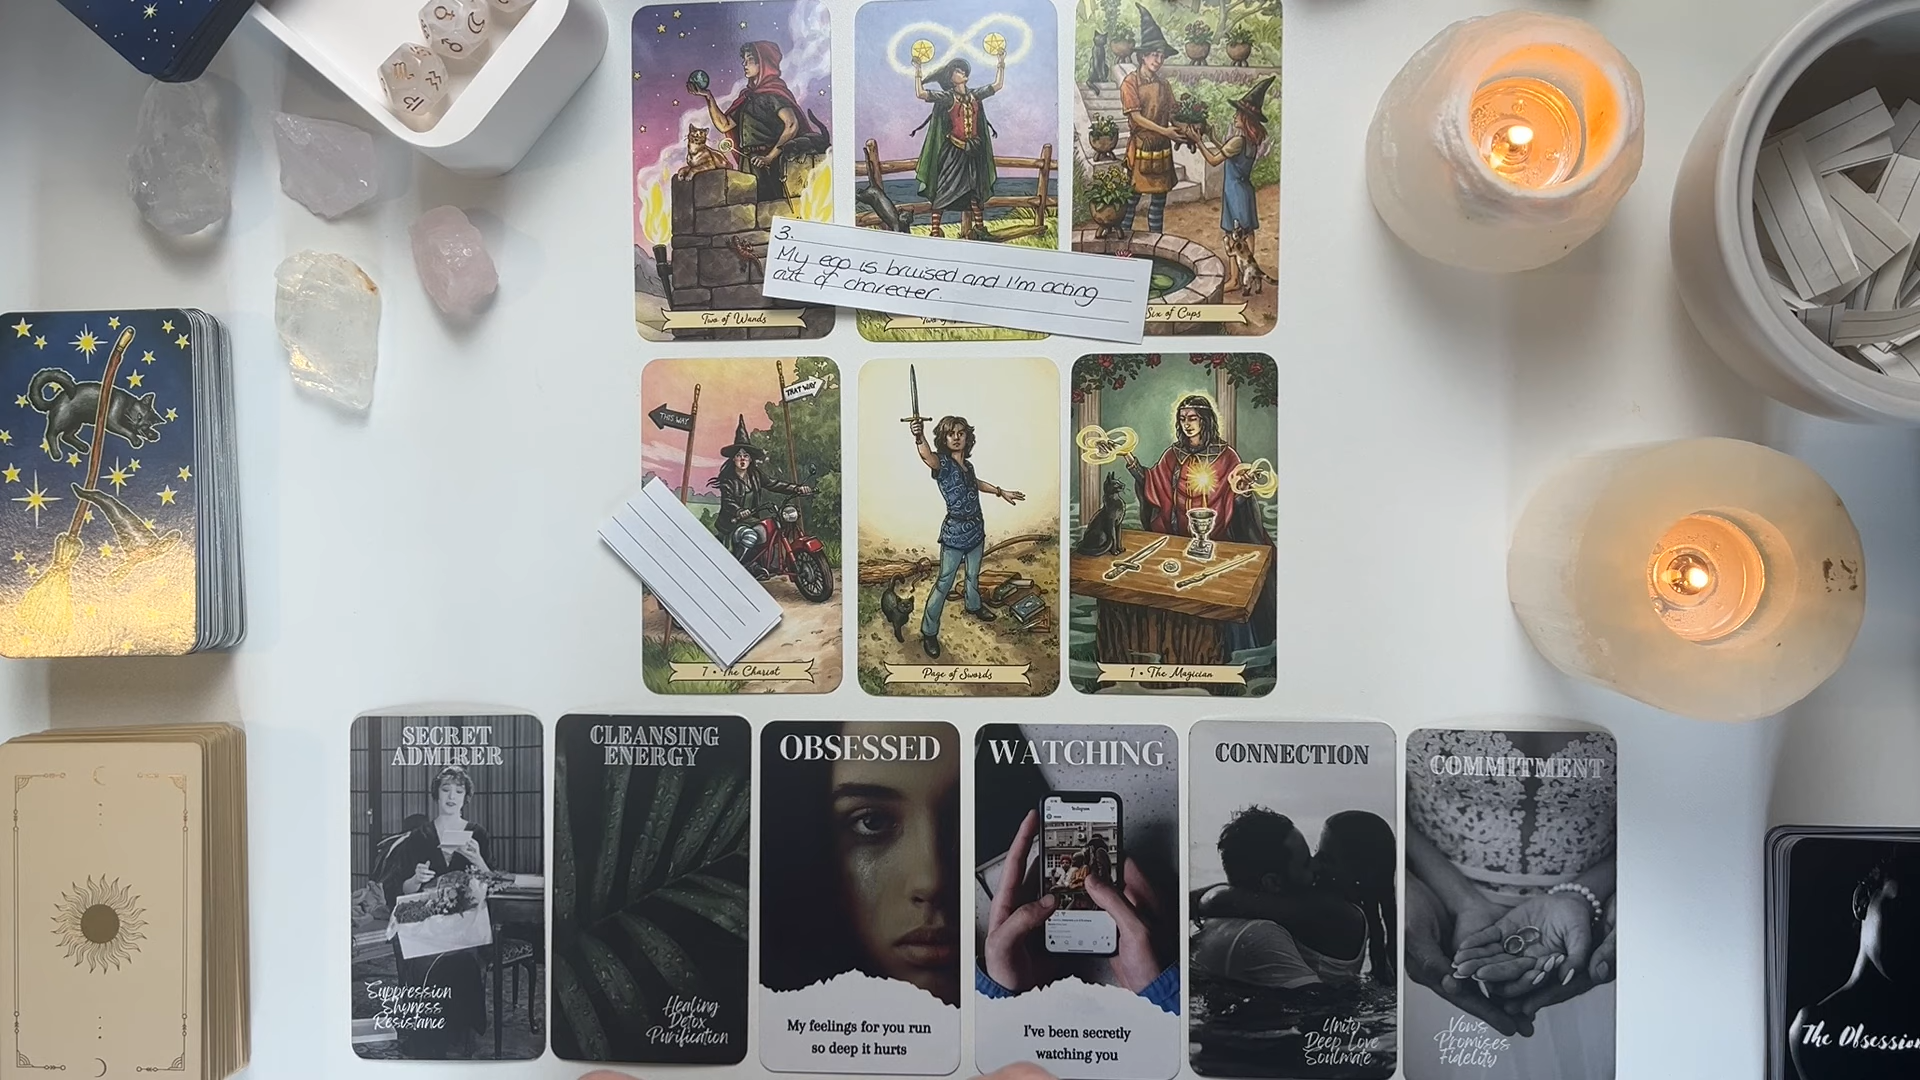 3.
My ego is bruised and I'm acting
out of character.
Two of Wands
Two of
Six of Cups
THIS WAY
THAT WAY
7 • The Chariot
Page of Swords
1 • The Magician
SECRET
ADMIRER
Suppression
Shyness
Resistance
CLEANSING
ENERGY
Healing
Detox
Purification
OBSESSED
My feelings for you run
so deep it hurts
WATCHING
I've been secretly
watching you
CONNECTION
Unity
Deep Love
Soulmate
COMMITMENT
Vows
Promises
Fidelity
The Obsession